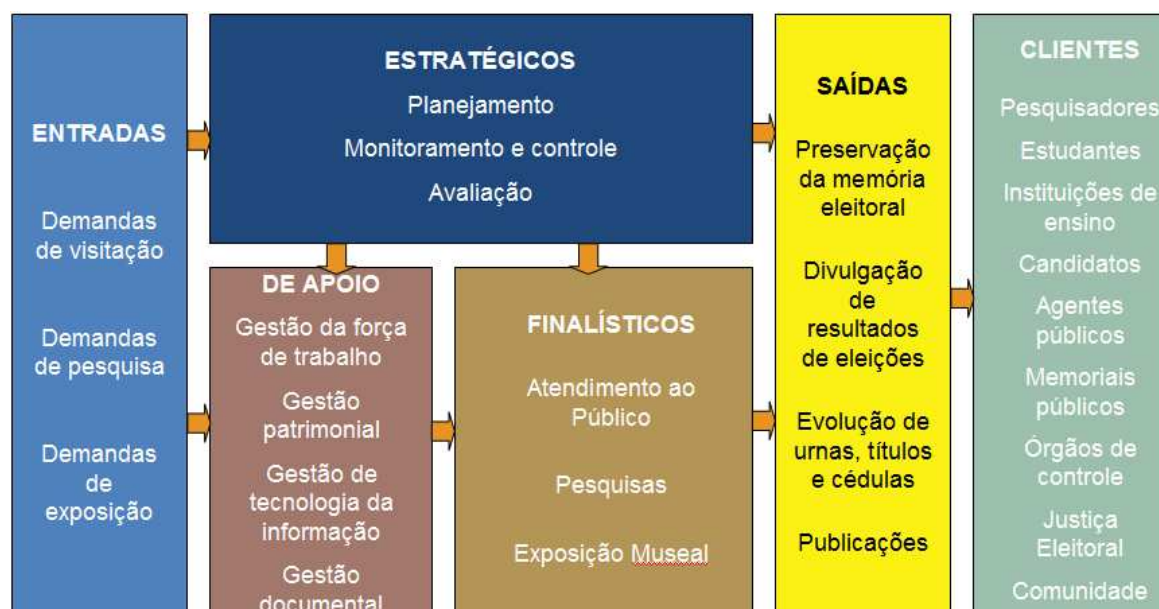 ENTRADAS
Demandas
de visitação
Demandas
de pesquisa
Demandas
de
exposição
ESTRATÉGICOS
Planejamento
Monitoramento e controle
Avaliação
DE APOIO
Gestão da força
de trabalho
Gestão
patrimonial
Gestão de
tecnologia da
informação
Gestão
documental
FINALÍSTICOS
Atendimento ao
Público
Pesquisas
Exposição Museal
SAÍDAS
Preservação
da memória
eleitoral
Divulgação
de
resultados
de eleições
Evolução de
urnas, títulos
e cédulas
Publicações
CLIENTES
Pesquisadores
Estudantes
Instituições de
ensino
Candidatos
Agentes
públicos
Memoriais
públicos
Órgãos de
controle
Justiça
Eleitoral
Comunidade